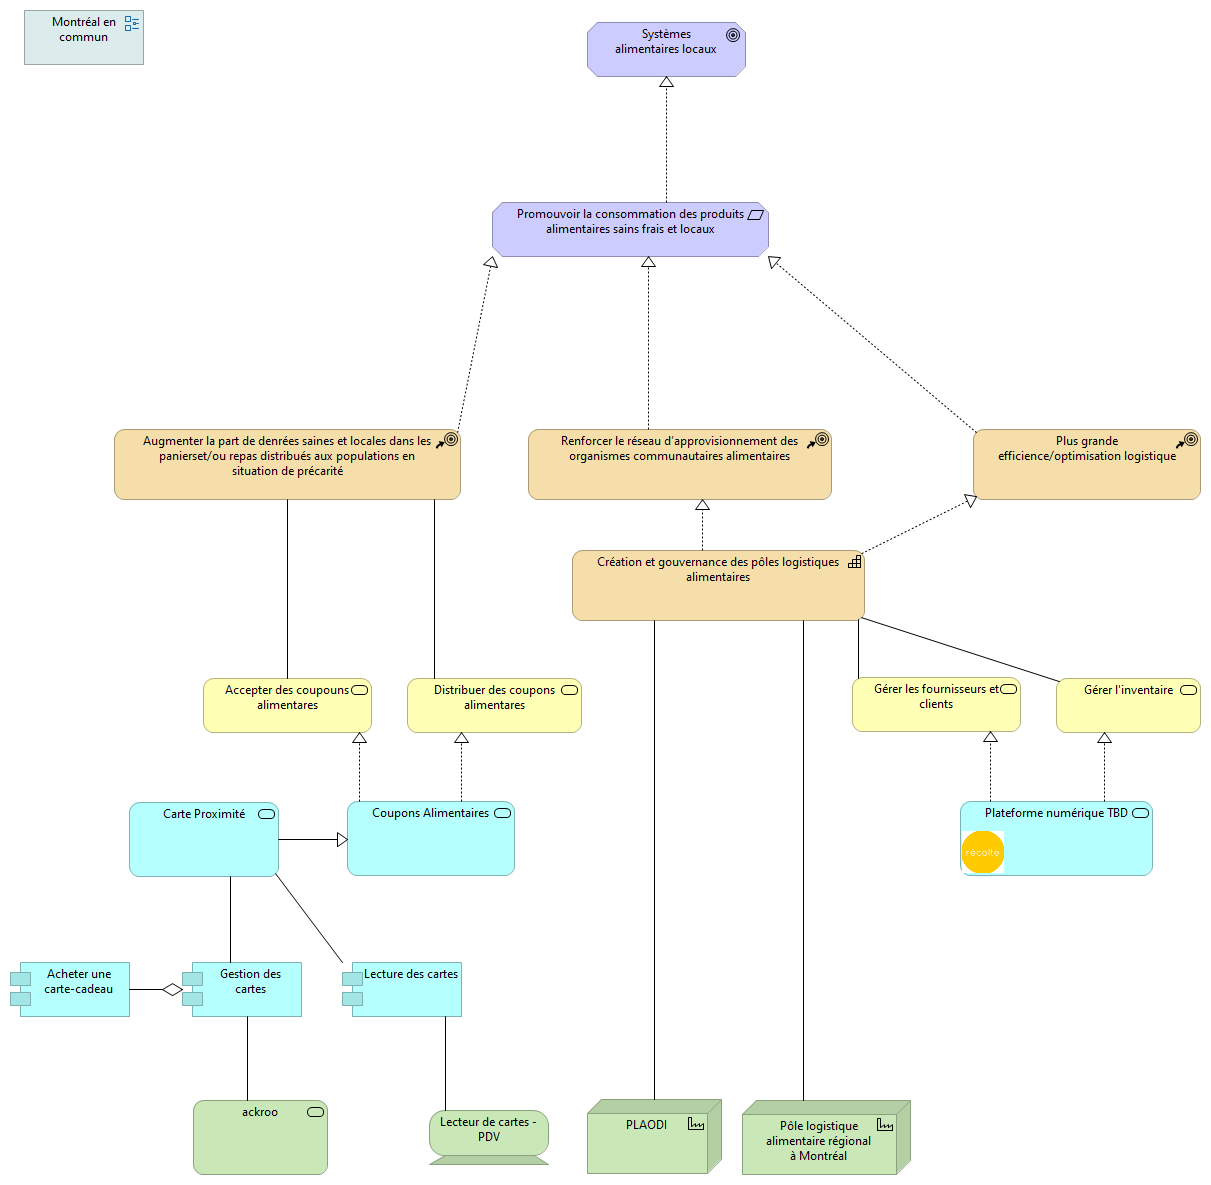 Montréal en
commun
Systèmes
alimentaires locaux
Promouvoir la consommation des produits
alimentaires sains frais et locaux
Augmenter la part de denrées saines et locales dans les
panierset/ou repas distribués aux populations en
situation de précarité
Renforcer le réseau d'approvisionnement des
organismes communautaires alimentaires
Plus grande
efficience/optimisation logistique
Création et gouvernance des pôles logistiques
alimentaires
Accepter des coupouns
alimentares
Distribuer des coupons
alimentares
Gérer les fournisseurs et
clients
Gérer l'inventaire
Carte Proximité
Coupons Alimentaires
Plateforme numérique TBD
récolte
Acheter une
carte-cadeau
Gestion des
cartes
Lecture des cartes
ackroo
Lecteur de cartes -
PDV
PLAODI
Pôle logistique
alimentaire régional
à Montréal